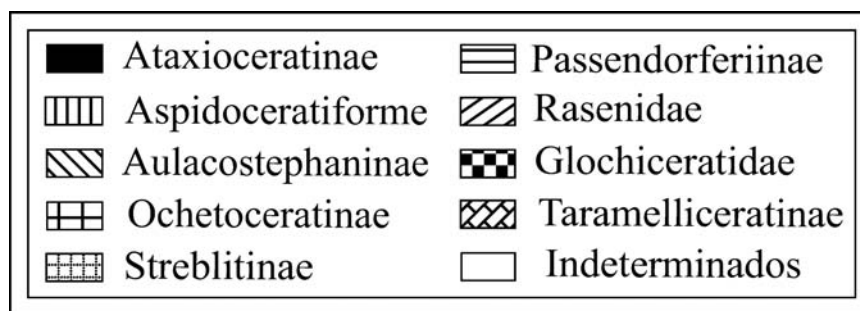 Ataxioceratinae
Aspidoceratiforme
Aulacostephaninae
Ochetoceratinae
Streblitinae
Passendorferiinae
Rasenidae
Glochiceratidae
Taramelliceratinae
Indeterminados